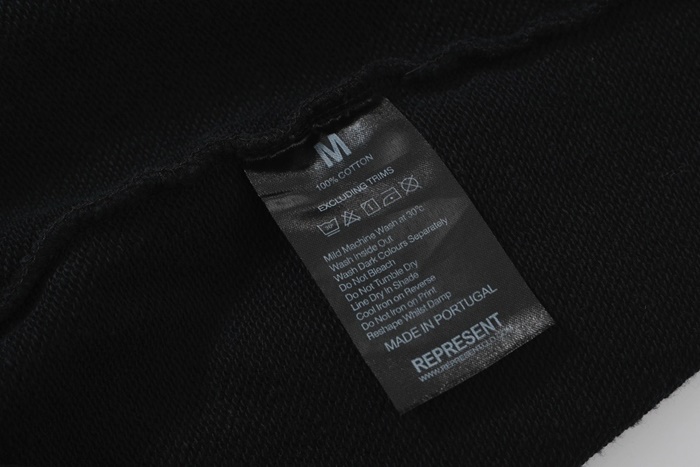 M
100% COTTON
EXCLUDING TRIMS
30°
Mild Machine Wash at 30°c
Wash Inside Out
Wash Dark Colours Separately
Do Not Bleach
Do Not Tumble Dry
Line Dry In Shade
Cool Iron on Reverse
Do Not Iron on Print
Reshape Whilst Damp
MADE IN PORTUGAL
REPRESENT